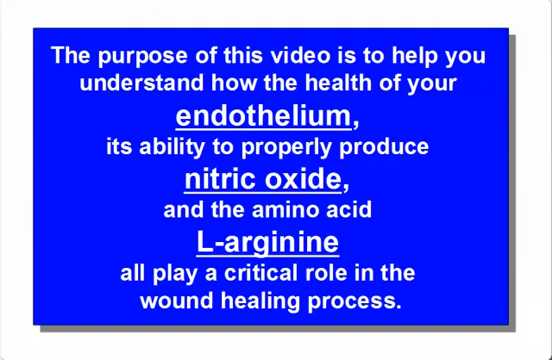 The purpose of this video is to help you
understand how the health of your
endothelium,
its ability to properly produce
nitric oxide,
and the amino acid
L-arginine
all play a critical role in the
wound healing process.